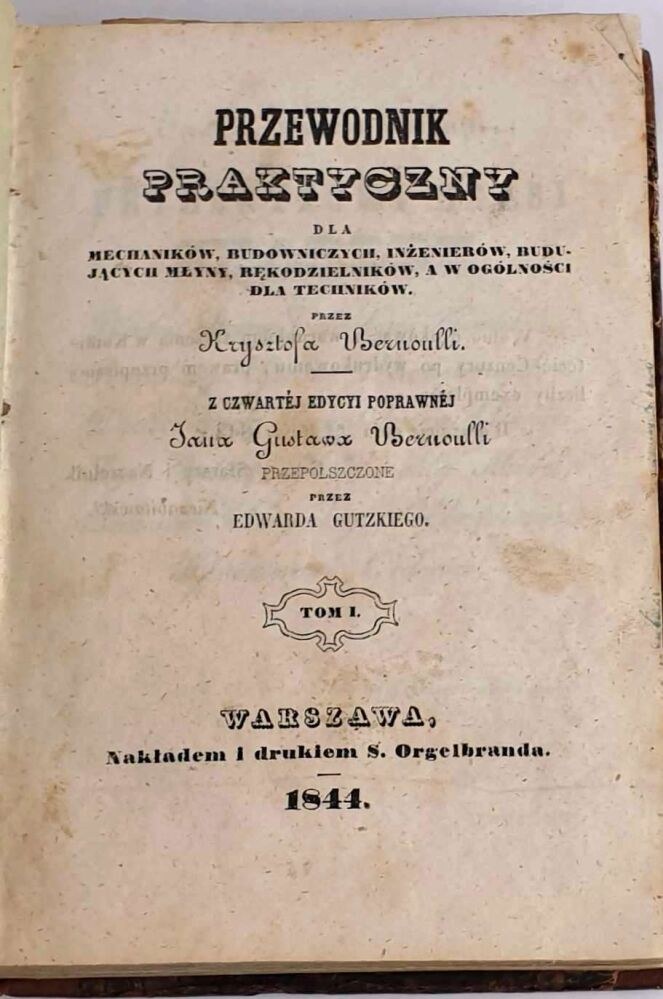 PRZEWODNIK
PRAKTYCZNY
DLA
MECHANIKÓW, BUDOWNICZYCH, INŻENIERÓW, BUDU-
JĄCYCH MŁYNY, RĘKODZIELNIKÓW, A W OGÓLNOŚCI
DLA TECHNIKÓW.
PRZEZ
Krysztofa Bernoulli.
Z CZWARTÉJ EDYCYI POPRAWNÉJ
Jana Gustawa Bernoulli
PRZEPOLSZCZONE
PRZEZ
EDWARDA GUTZKIEGO.
TOM I.
WARSZAWA,
Nakładem i drukiem S. Orgelbranda.
1844.